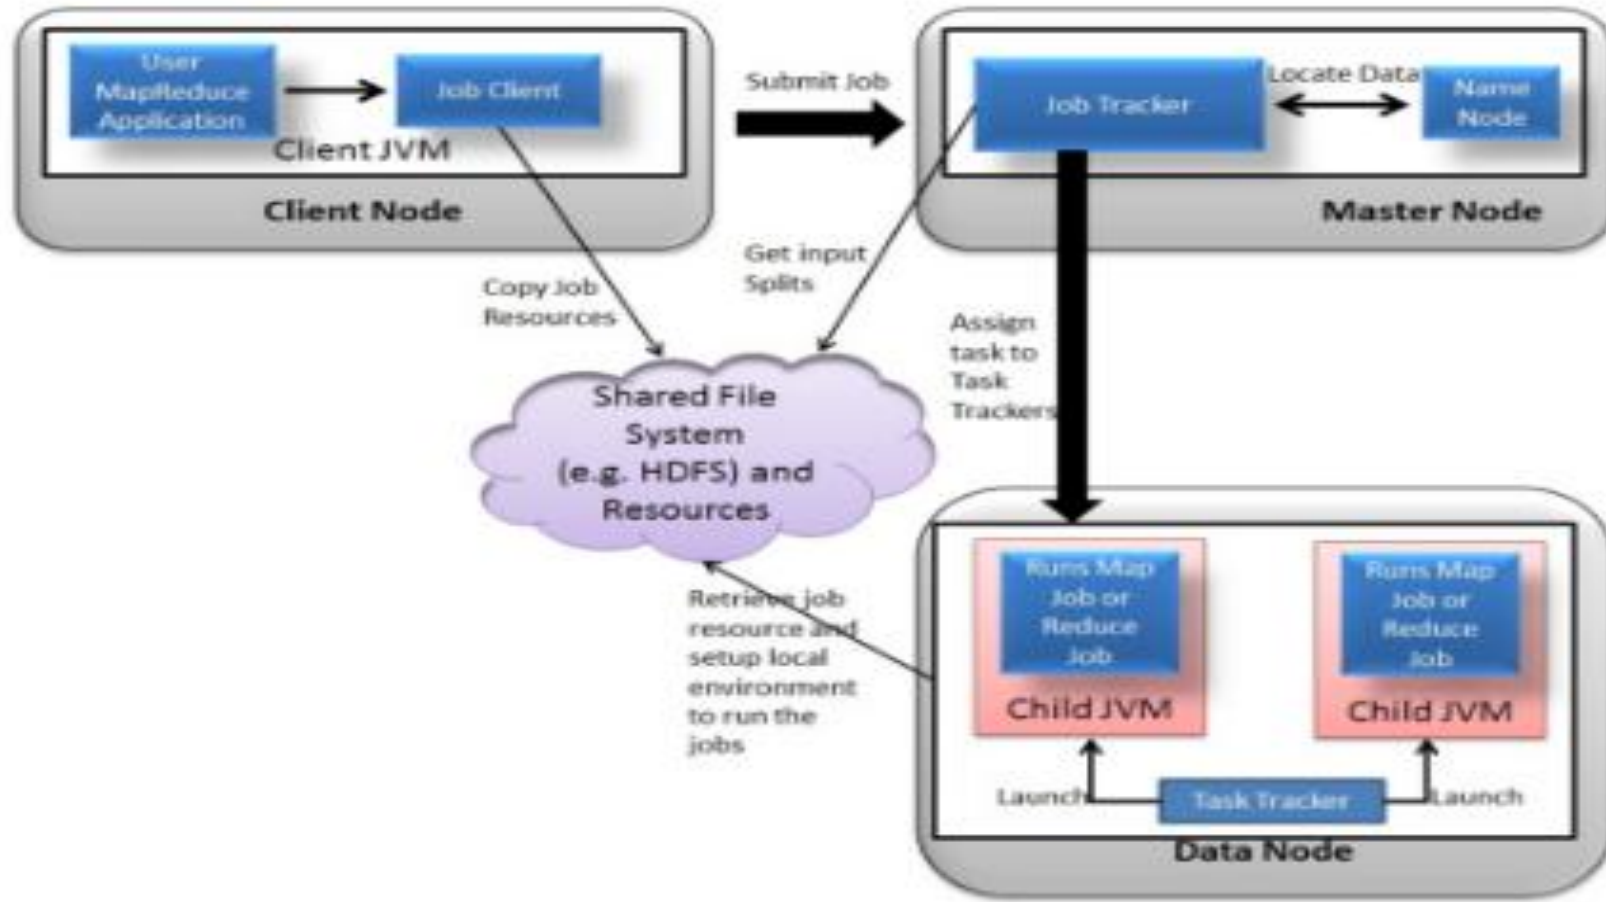 User
MapReduce
Application
Job Client
Client JVM
Client Node
Submit Job
Job Tracker
Locate Data
Name
Node
Master Node
Copy Job
Resources
Get input
Splits
Assign
task to
Task
Trackers
Shared File
System
(e.g. HDFS) and
Resources
Retrieve job
resource and
setup local
environment
to run the
jobs
Runs Map
Job or
Reduce
Job
Child JVM
Runs Map
Job or
Reduce
Job
Child JVM
Launch
Task Tracker
Launch
Data Node